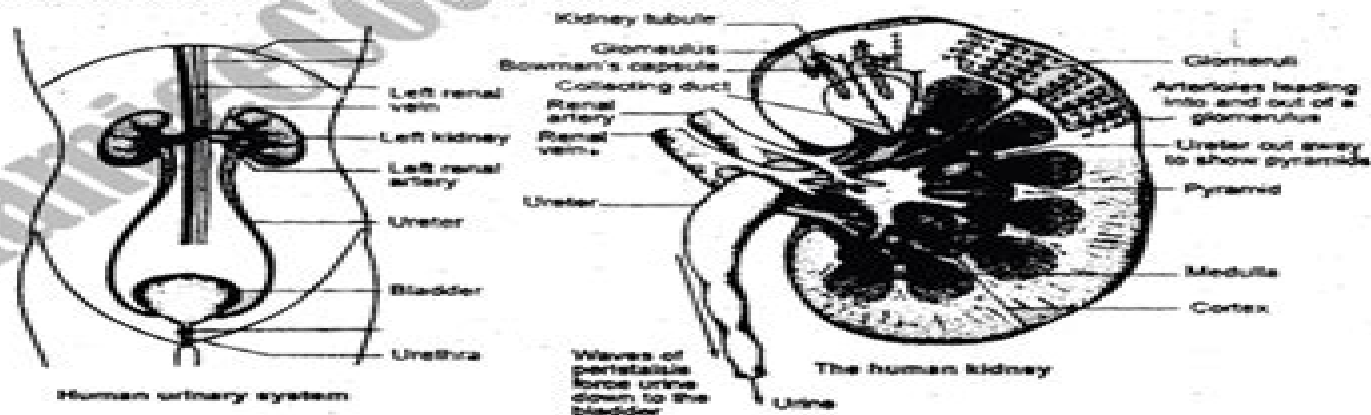 Left renal
vein
Left kidney
Left renal
artery
Ureter
Bladder
Urethra
Human urinary system
Kidney tubule
Glomeulus
Bowman's capsule
Collecting duct
Renal
artery
Renal
Ureter
Waves of
peristalsis
force urine
down to the
bladder
Urine
Glomeruli
Arterioles leading
into and out of a
glomerulus
Ureter out away
to show pyramids
Pyramid
Medulla
Cortex
The human kidney